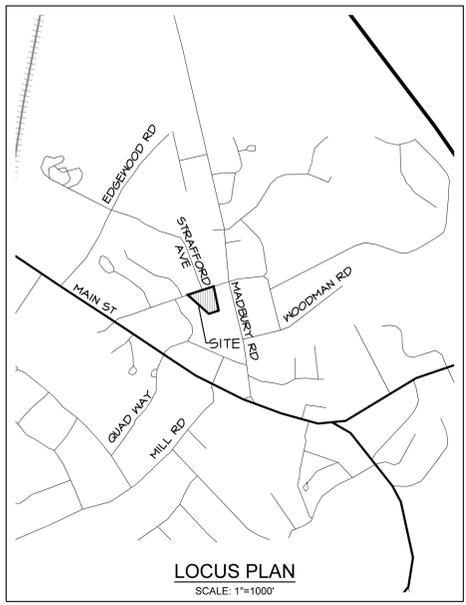 EDGEWOOD RD
STRAFFORD
AVE
MAIN ST
MADBURY RD
WOODMAN RD
SITE
QUAD WAY
MILL RD
LOCUS PLAN
SCALE: 1"=1000'